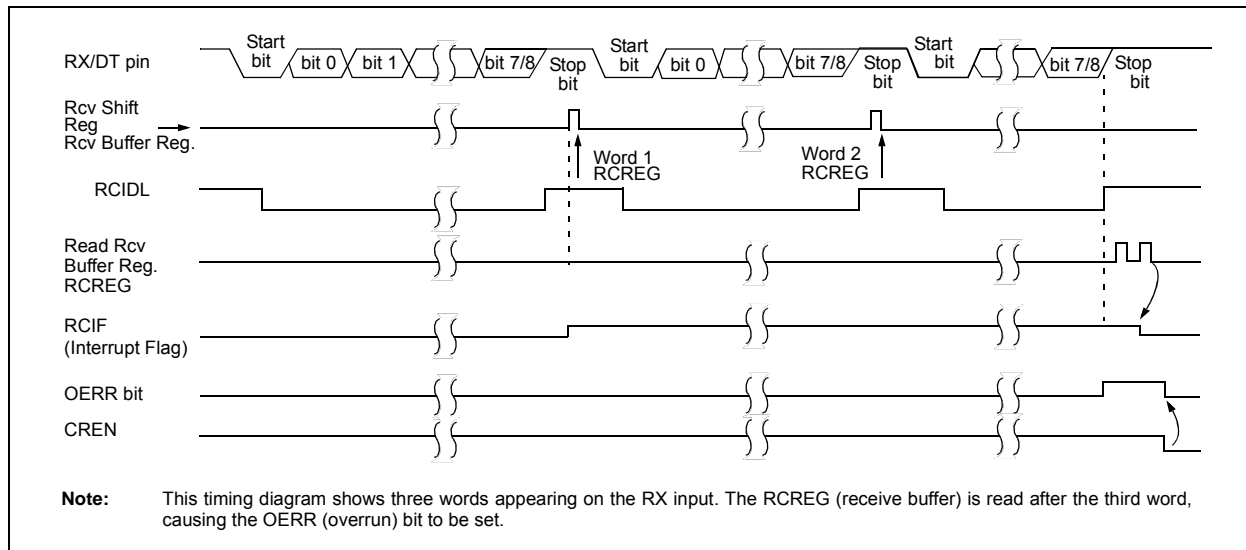 RX/DT pin
Start
bit
bit 0
bit 1
bit 7/8
Stop
bit
Start
bit
bit 0
bit 7/8
Stop
bit
Start
bit
bit 7/8
Stop
bit
Rcv Shift
Reg
Rcv Buffer Reg.
Word 1
RCREG
Word 2
RCREG
RCIDL
Read Rcv
Buffer Reg.
RCREG
RCIF
(Interrupt Flag)
OERR bit
CREN
Note: This timing diagram shows three words appearing on the RX input. The RCREG (receive buffer) is read after the third word,
causing the OERR (overrun) bit to be set.